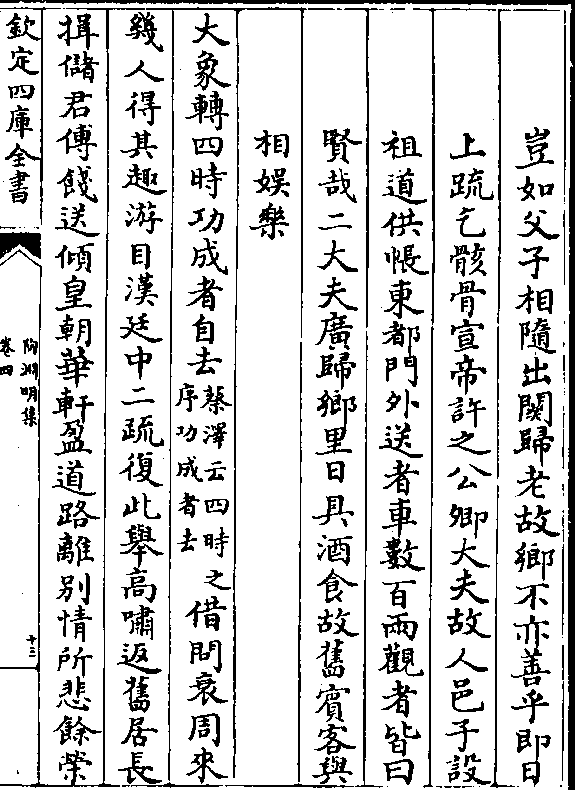 豈如父子相隨出關歸老故鄉不亦善乎即日
上疏乞骸骨宣帝許之公卿大夫故人邑子設
祖道供帳東都門外送者車數百兩觀者皆曰
賢哉二大夫廣歸鄉里日具酒食故舊賓客與
相娛樂
大象轉四時功成者自去蔡澤云四時之序功成者去借問衰周來
幾人得其趣游目漢廷中二疏復此舉高嘯返舊居長
揖儲君傅餞送傾皇朝華軒盈道路離別情所悲餘榮
欽定四庫全書
陶淵明集
卷四
十三